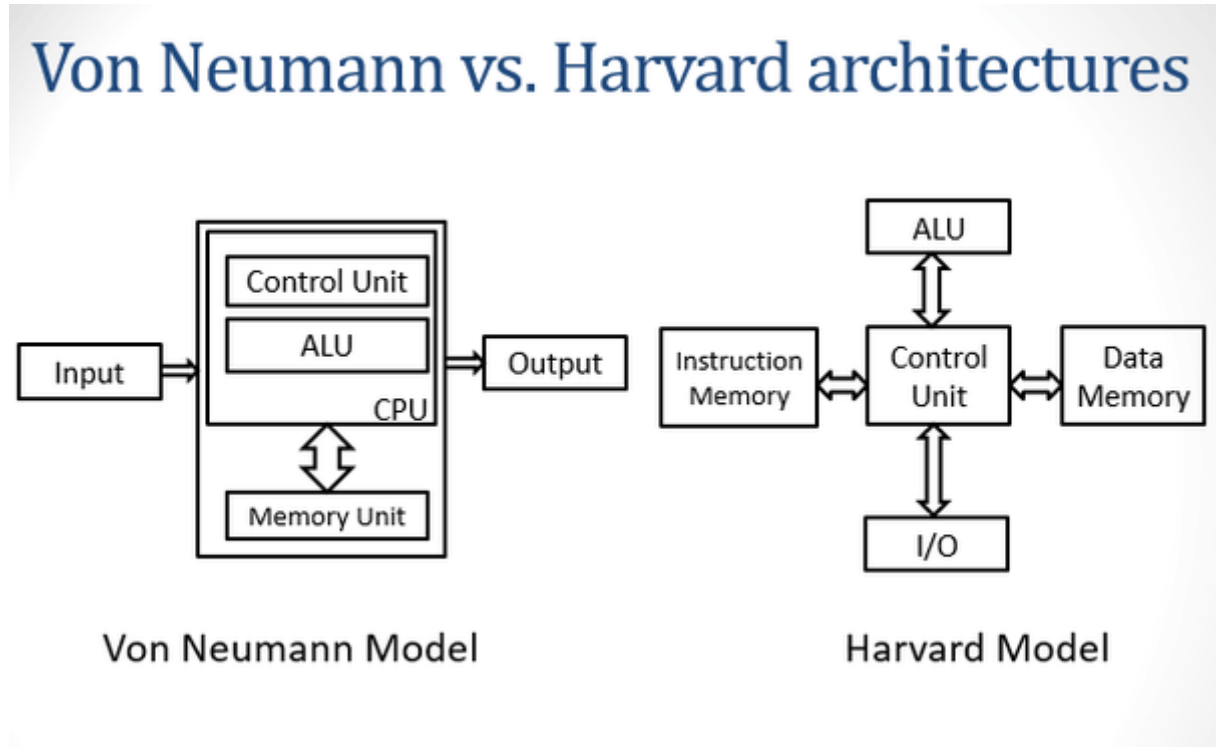 Von Neumann vs. Harvard architectures
Input
Control Unit
ALU
CPU
Memory Unit
Output
Von Neumann Model
ALU
Instruction
Memory
Control
Unit
Data
Memory
I/O
Harvard Model